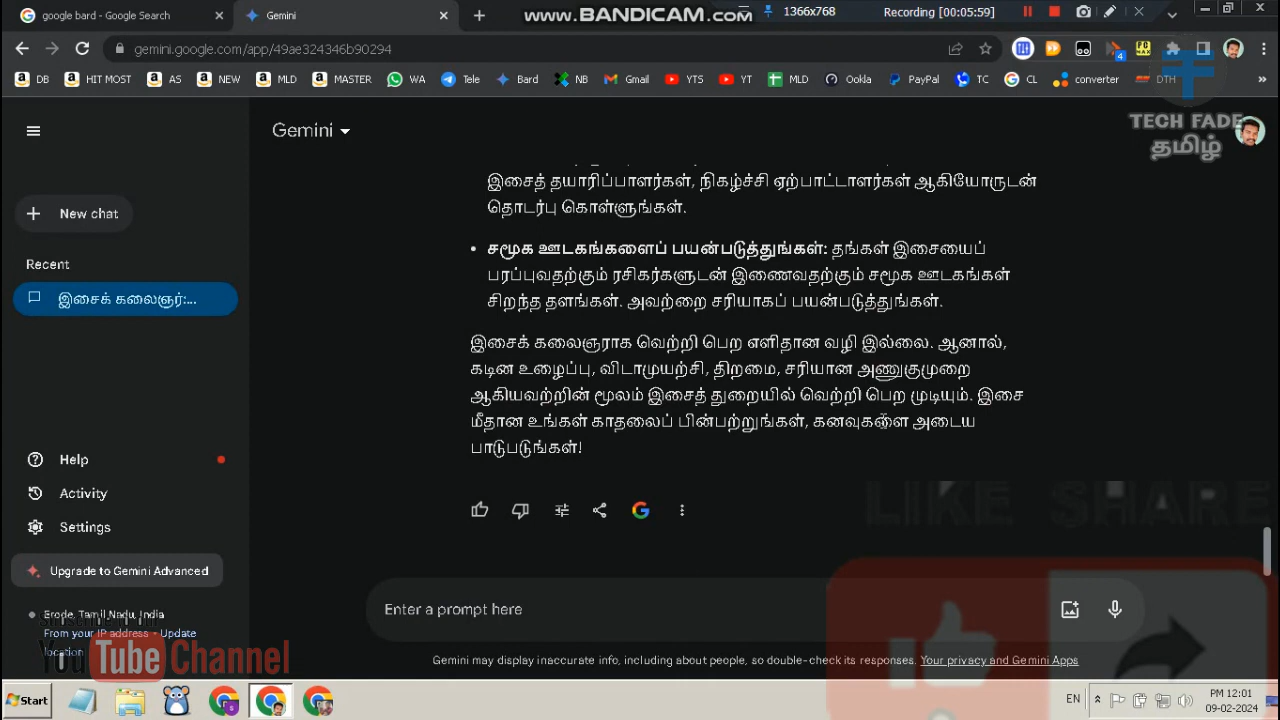 google bard - Google Search
Gemini
www.BANDICAM.com
1366x768
Recording [00:05:59]
gemini.google.com/app/49ae324346b90294
DB
HIT MOST
AS
NEW
MLD
MASTER
WA
Tele
Bard
NB
Gmail
YTS
YT
MLD
Ookla
PayPal
TC
CL
converter
DTH
4
TECH FADE
தமிழ்
Gemini
New chat
Recent
இசைக் கலைஞர்:...
இசைத் தயாரிப்பாளர்கள், நிகழ்ச்சி ஏற்பாட்டாளர்கள் ஆகியோருடன்
தொடர்பு கொள்ளுங்கள்.
• சமூக ஊடகங்களைப் பயன்படுத்துங்கள்: தங்கள் இசையைப்
பரப்புவதற்கும் ரசிகர்களுடன் இணைவதற்கும் சமூக ஊடகங்கள்
சிறந்த தளங்கள். அவற்றை சரியாகப் பயன்படுத்துங்கள்.
இசைக் கலைஞராக வெற்றி பெற எளிதான வழி இல்லை. ஆனால்,
கடின உழைப்பு, விடாமுயற்சி, திறமை, சரியான அணுகுமுறை
ஆகியவற்றின் மூலம் இசைத் துறையில் வெற்றி பெற முடியும். இசை
மீதான உங்கள் காதலைப் பின்பற்றுங்கள், கனவுகளை அடைய
பாடுபடுங்கள்!
Help
Activity
Settings
Upgrade to Gemini Advanced
Erode, Tamil Nadu, India
From your IP address • Update
location
YouTube Channel
LIKE SHARE
Enter a prompt here
Gemini may display inaccurate info, including about people, so double-check its responses. Your privacy and Gemini Apps
Start
EN
PM 12:01
09-02-2024